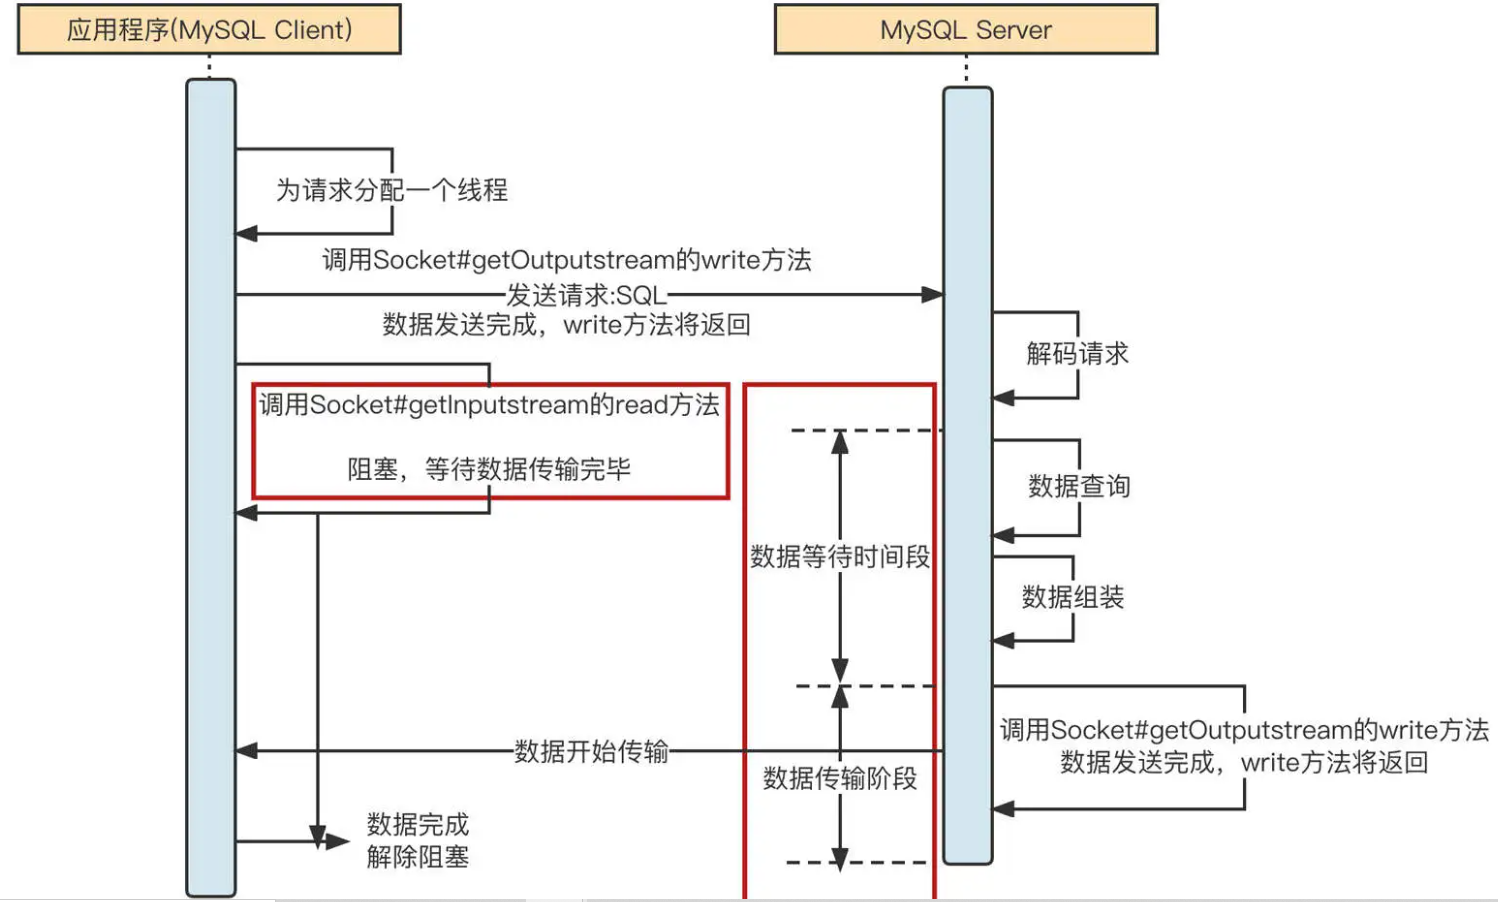 应用程序(MySQL Client)
MySQL Server
为请求分配一个线程
调用Socket#getOutputstream的write方法
发送请求:SQL
数据发送完成，write方法将返回
解码请求
调用Socket#getInputstream的read方法
阻塞，等待数据传输完毕
数据查询
数据等待时间段
数据组装
调用Socket#getOutputstream的write方法
数据发送完成，write方法将返回
数据开始传输
数据传输阶段
数据完成
解除阻塞